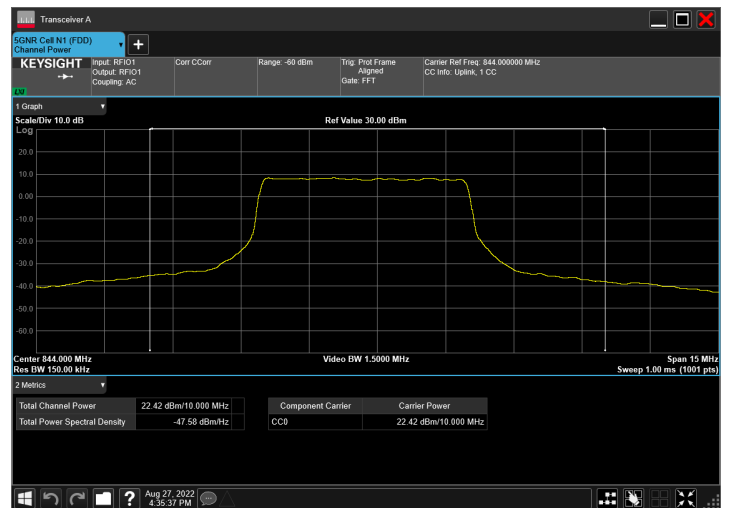 Transceiver A
5GNR Cell N1 (FDD)
Channel Power
+
KEYSIGHT
LXI
Input: RFIO1
Output: RFIO1
Coupling: AC
Corr CCorr
Range: -60 dBm
Trig: Prot Frame
Aligned
Gate: FFT
Carrier Ref Freq: 844.000000 MHz
CC Info: Uplink, 1 CC
1 Graph
Scale/Div 10.0 dB
Ref Value 30.00 dBm
Log
20.0
10.0
0.00
-10.0
-20.0
-30.0
-40.0
-50.0
-60.0
Center 844.000 MHz
Video BW 1.5000 MHz
Span 15 MHz
Res BW 150.00 kHz
Sweep 1.00 ms (1001 pts)
2 Metrics
Total Channel Power 22.42 dBm/10.000 MHz
Total Power Spectral Density -47.58 dBm/Hz
Component Carrier Carrier Power
CC0 22.42 dBm/10.000 MHz
?
Aug 27, 2022
4:35:37 PM